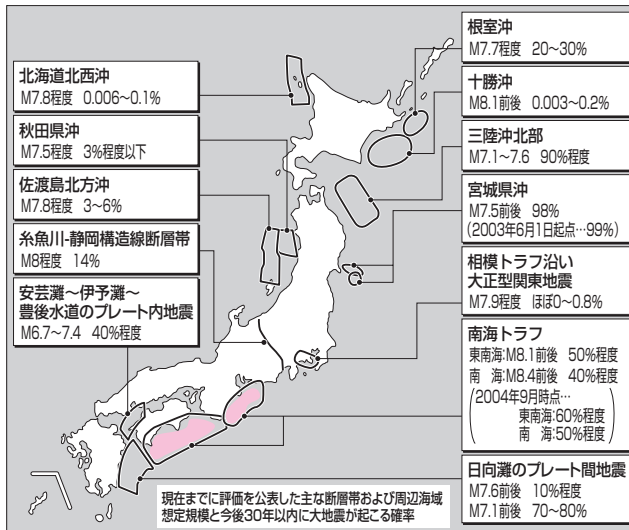 北海道北西沖
M7.8程度 0.006~0.1%
秋田県沖
M7.5程度 3%程度以下
佐渡島北方沖
M7.8程度 3~6%
糸魚川-静岡構造線断層帯
M8程度 14%
安芸灘~伊予灘~
豊後水道のプレート内地震
M6.7~7.4 40%程度
根室沖
M7.7程度 20~30%
十勝沖
M8.1前後 0.003~0.2%
三陸沖北部
M7.1~7.6 90%程度
宮城県沖
M7.5前後 98%
(2003年6月1日起点…99%)
相模トラフ沿い
大正型関東地震
M7.9程度 ほぼ0~0.8%
南海トラフ
東南海:M8.1前後 50%程度
南 海:M8.4前後 40%程度
(2004年9月時点…
東南海:60%程度
南 海:50%程度)
日向灘のプレート間地震
M7.6前後 10%程度
M7.1前後 70~80%
現在までに評価を公表した主な断層帯および周辺海域
想定規模と今後30年以内に大地震が起こる確率